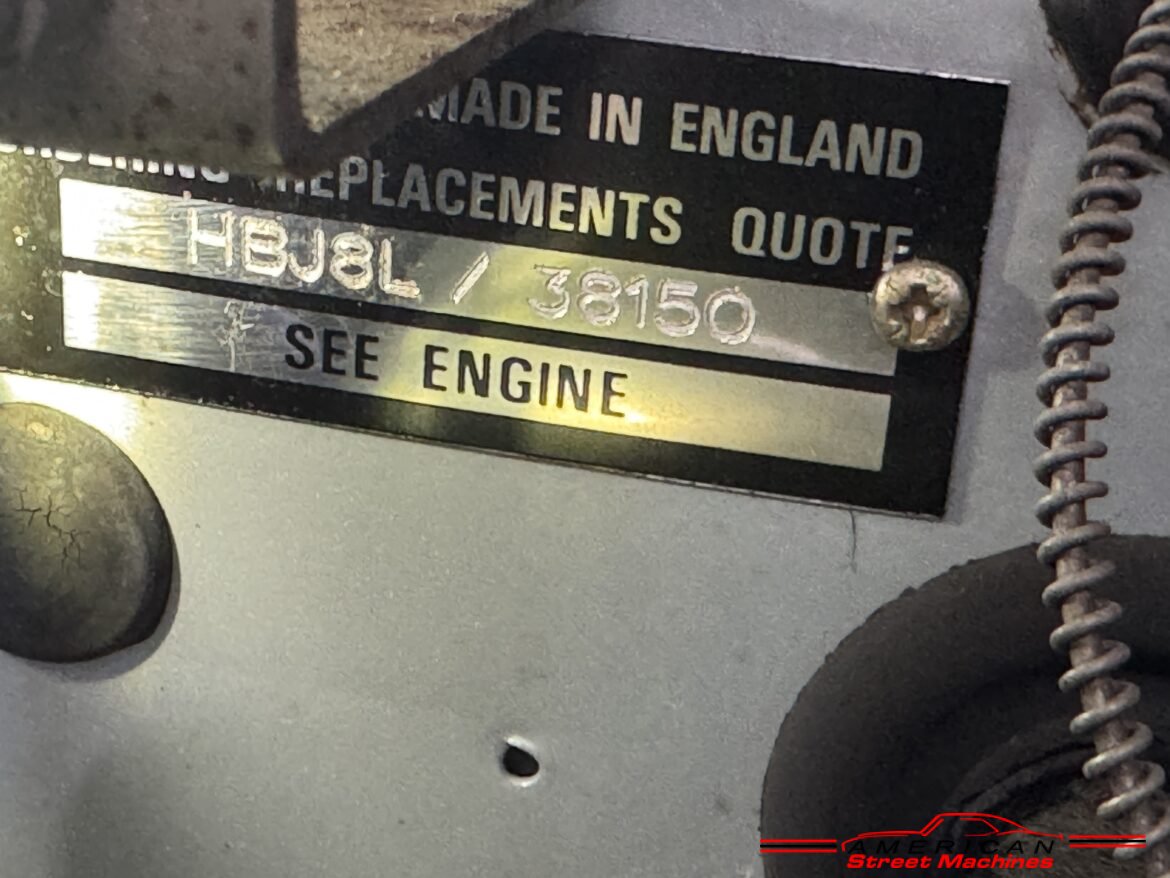 MADE IN ENGLAND
REPLACEMENTS QUOTE
HBJ8L / 38150
SEE ENGINE
AMERICAN
Street Machines